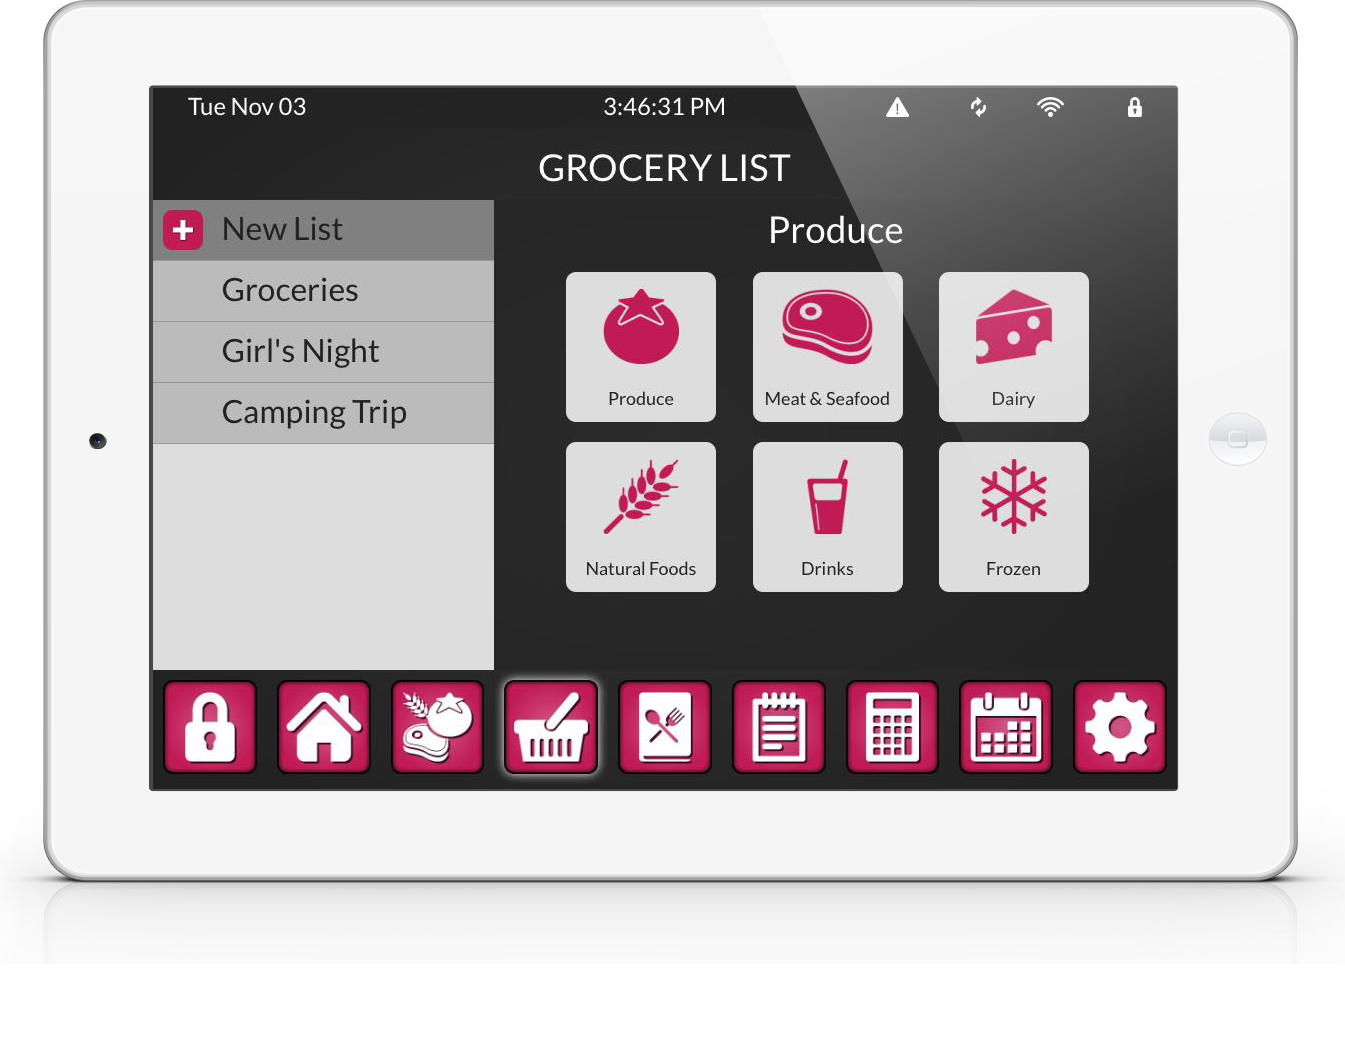 Tue Nov 03 3:46:31 PM
GROCERY LIST
New List
Groceries
Girl's Night
Camping Trip
Produce
Produce
Meat & Seafood
Dairy
Natural Foods
Drinks
Frozen